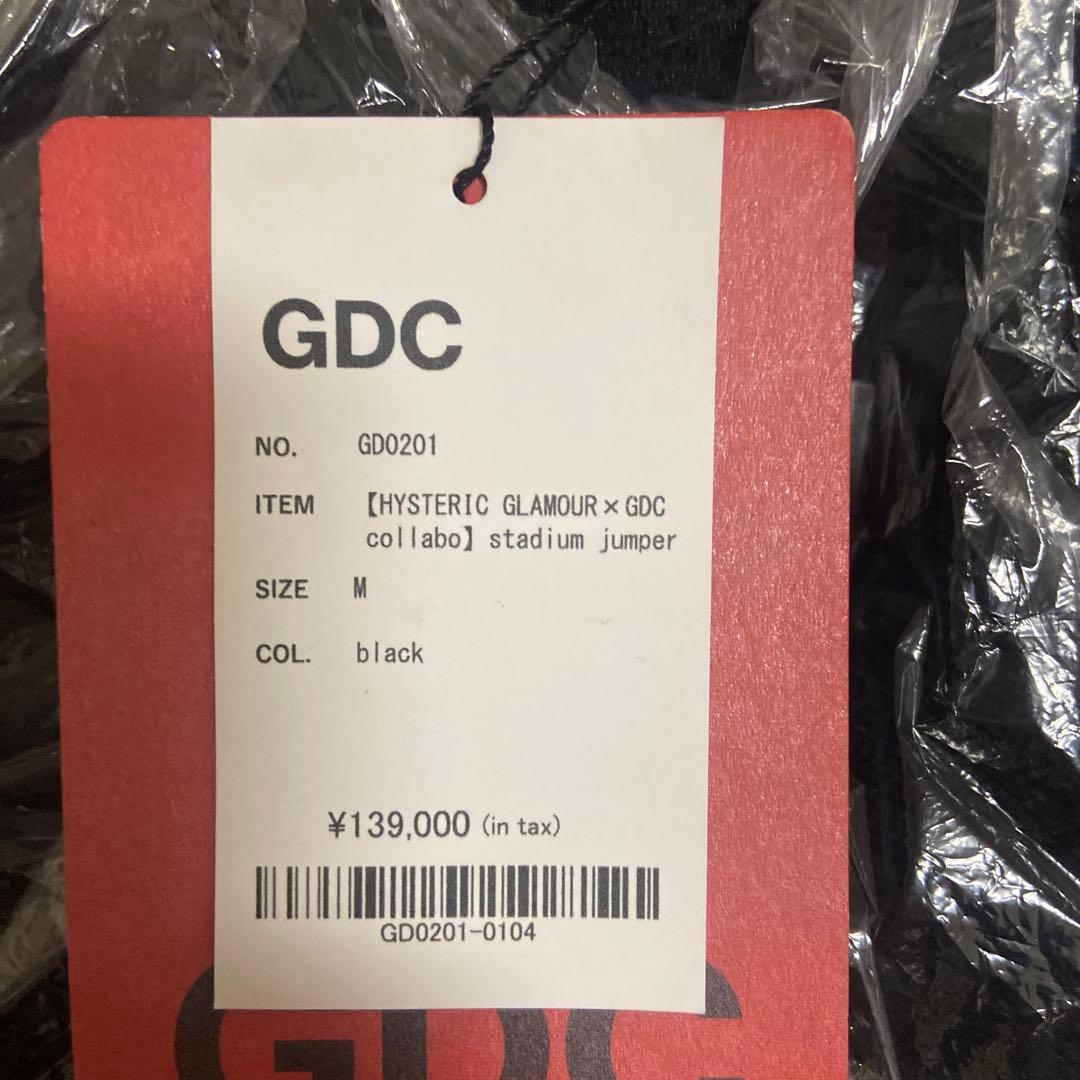 GDC
NO. GD0201
ITEM 【HYSTERIC GLAMOUR×GDC
collabo】stadium jumper
SIZE M
COL. black
¥139,000 (in tax)
GD0201-0104
GDC